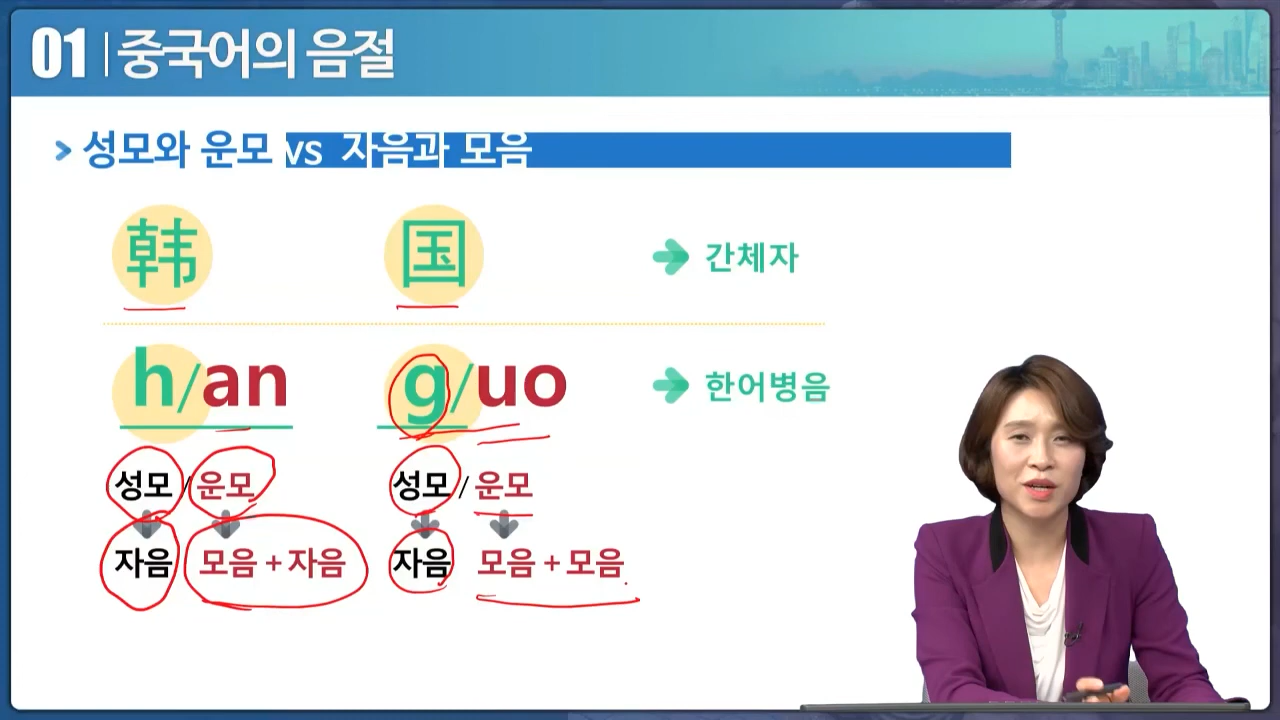 01 중국어의 음절
성모와 운모 vs 자음과 모음
韩 国 간체자
h/an g/uo 한어병음
성모 / 운모 성모 / 운모
자음 모음 + 자음 자음 모음 + 모음